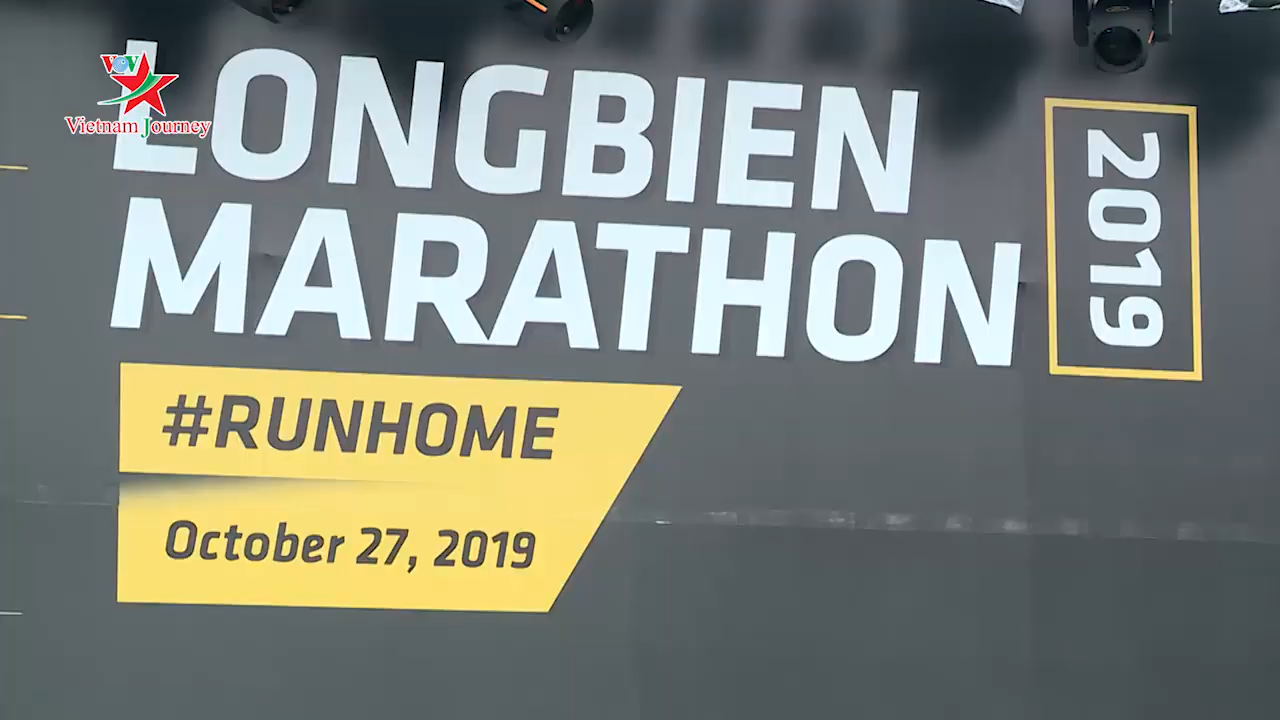 VOV
Vietnam Journey
LONGBIEN
MARATHON
2019
#RUNHOME
October 27, 2019